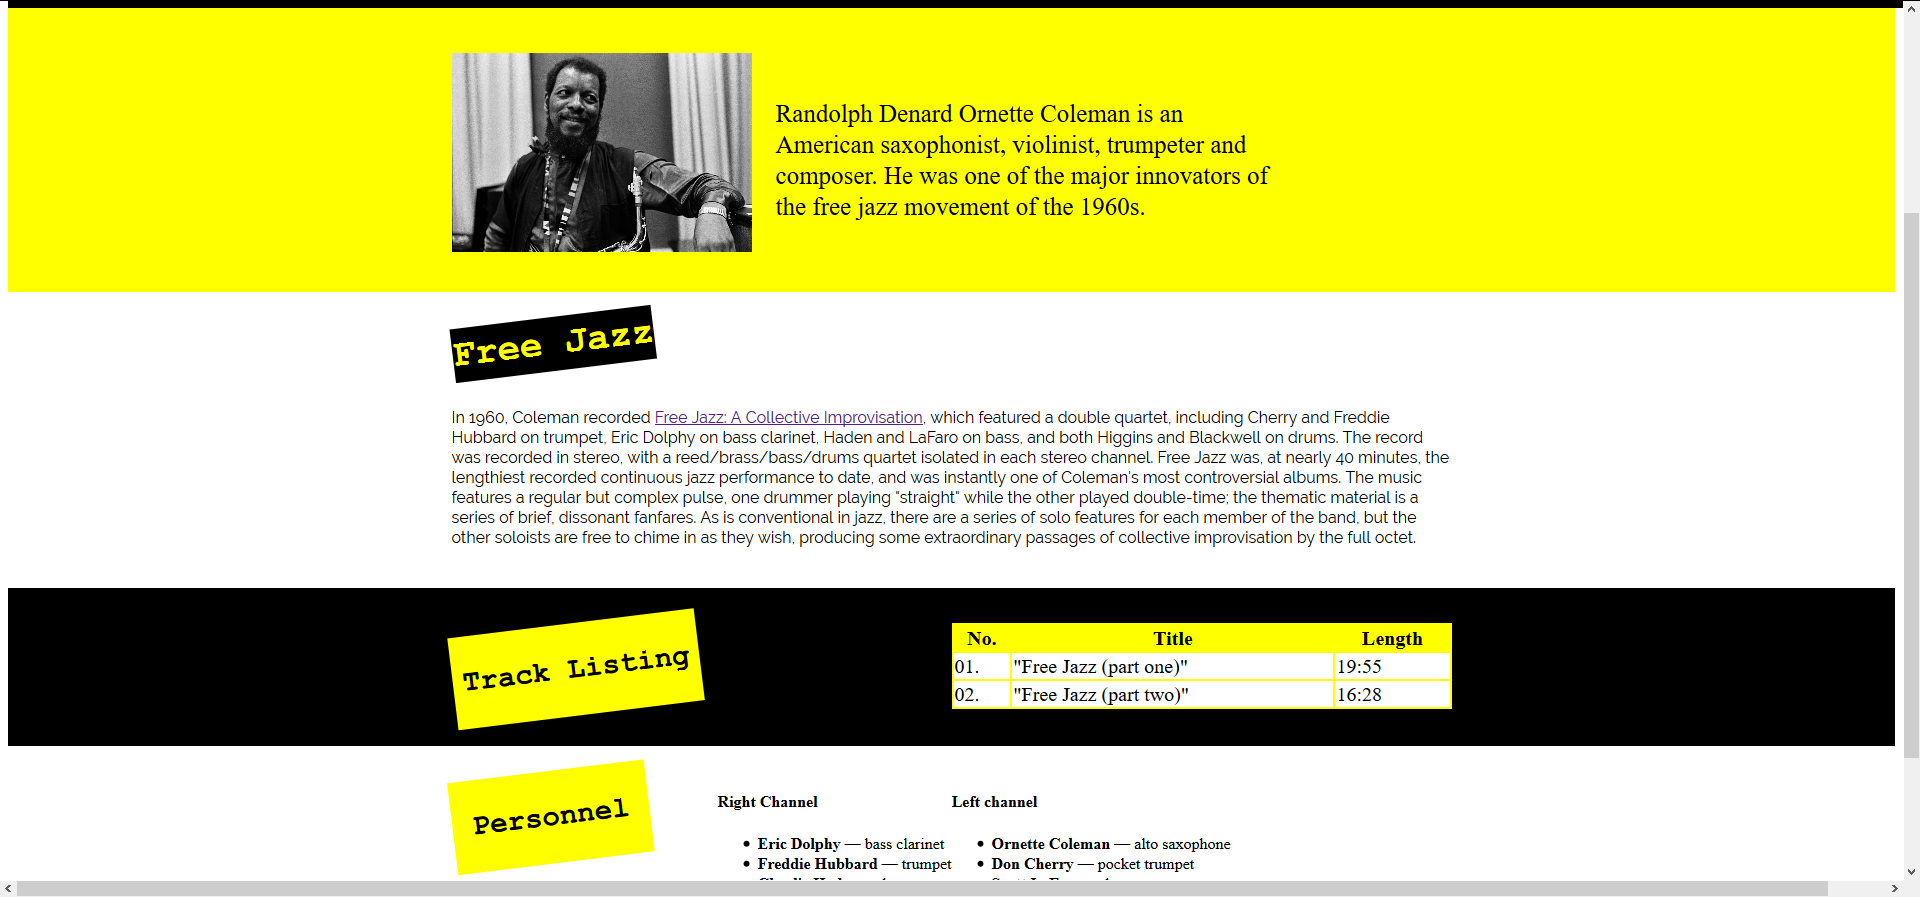 Randolph Denard Ornette Coleman is an
American saxophonist, violinist, trumpeter and
composer. He was one of the major innovators of
the free jazz movement of the 1960s.
Free Jazz
In 1960, Coleman recorded Free Jazz: A Collective Improvisation, which featured a double quartet, including Cherry and Freddie
Hubbard on trumpet, Eric Dolphy on bass clarinet, Haden and LaFaro on bass, and both Higgins and Blackwell on drums. The record
was recorded in stereo, with a reed/brass/bass/drums quartet isolated in each stereo channel. Free Jazz was, at nearly 40 minutes, the
lengthiest recorded continuous jazz performance to date, and was instantly one of Coleman's most controversial albums. The music
features a regular but complex pulse, one drummer playing "straight" while the other played double-time; the thematic material is a
series of brief, dissonant fanfares. As is conventional in jazz, there are a series of solo features for each member of the band, but the
other soloists are free to chime in as they wish, producing some extraordinary passages of collective improvisation by the full octet.
Track Listing
No. Title Length
01. "Free Jazz (part one)" 19:55
02. "Free Jazz (part two)" 16:28
Personnel
Right Channel
Eric Dolphy — bass clarinet
Freddie Hubbard — trumpet
Left channel
Ornette Coleman — alto saxophone
Don Cherry — pocket trumpet